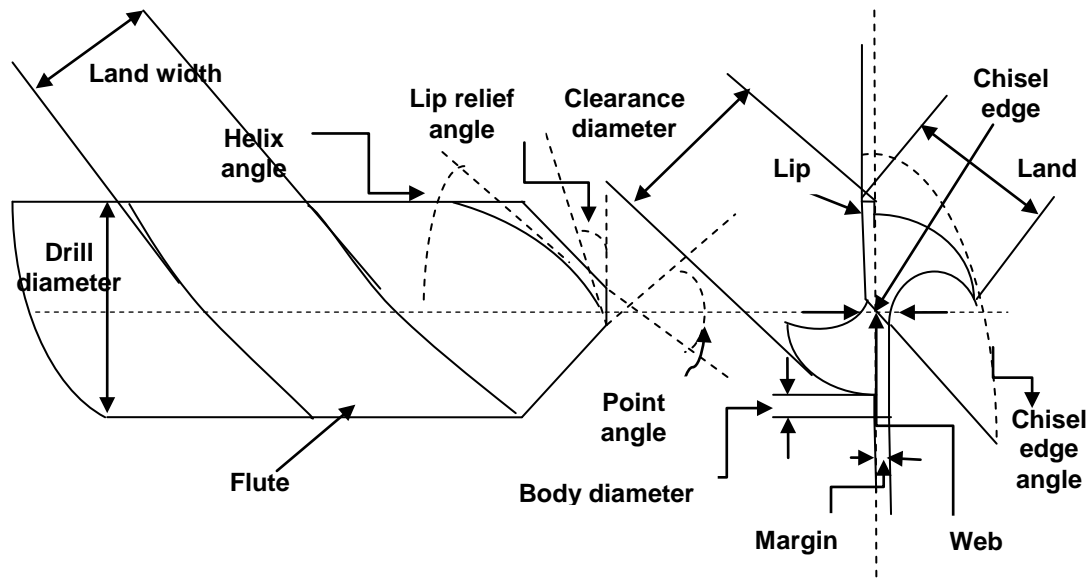 Land width
Helix
angle
Lip relief
angle
Clearance
diameter
Chisel
edge
Lip
Land
Drill
diameter
Point
angle
Chisel
edge
angle
Flute
Body diameter
Margin
Web